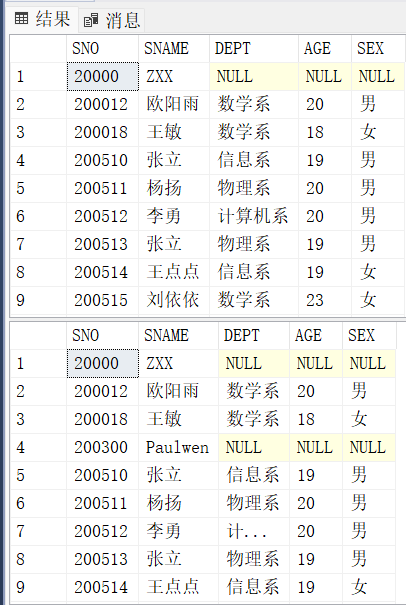 结果 消息
SNO SNAME DEPT AGE SEX
1 20000 ZXX NULL NULL NULL
2 200012 欧阳雨 数学系 20 男
3 200018 王敏 数学系 18 女
4 200510 张立 信息系 19 男
5 200511 杨扬 物理系 20 男
6 200512 李勇 计算机系 20 男
7 200513 张立 物理系 19 男
8 200514 王点点 信息系 19 女
9 200515 刘依依 数学系 23 女
SNO SNAME DEPT AGE SEX
1 20000 ZXX NULL NULL NULL
2 200012 欧阳雨 数学系 20 男
3 200018 王敏 数学系 18 女
4 200300 Paulwen NULL NULL NULL
5 200510 张立 信息系 19 男
6 200511 杨扬 物理系 20 男
7 200512 李勇 计... 20 男
8 200513 张立 物理系 19 男
9 200514 王点点 信息系 19 女